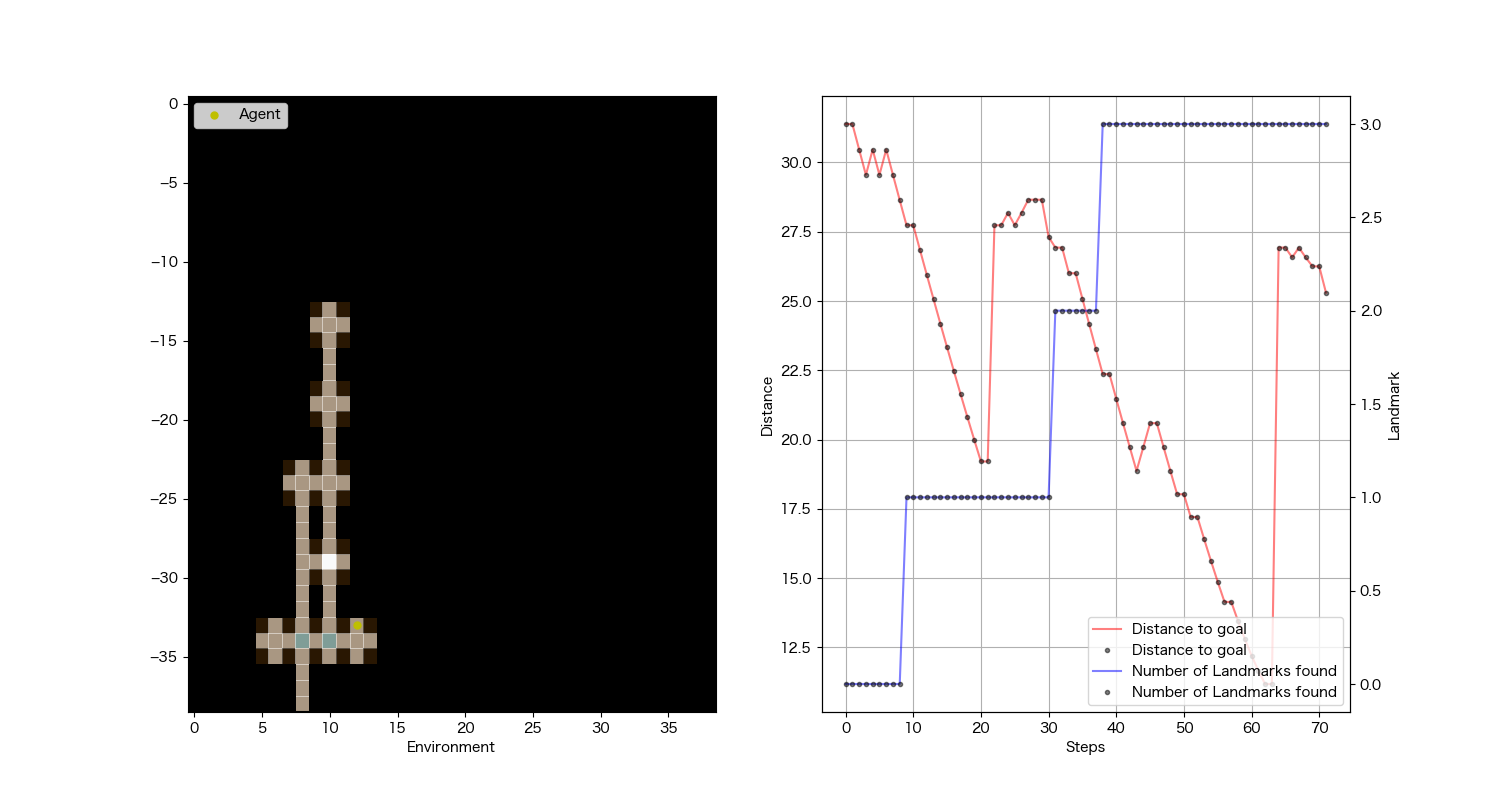 Agent
0
−5
−10
−15
−20
−25
−30
−35
0 5 10 15 20 25 30 35
Environment
Distance
30.0
27.5
25.0
22.5
20.0
17.5
15.0
12.5
0 10 20 30 40 50 60 70
Steps
3.0
2.5
2.0
1.5
1.0
0.5
0.0
Landmark
Distance to goal
Distance to goal
Number of Landmarks found
Number of Landmarks found